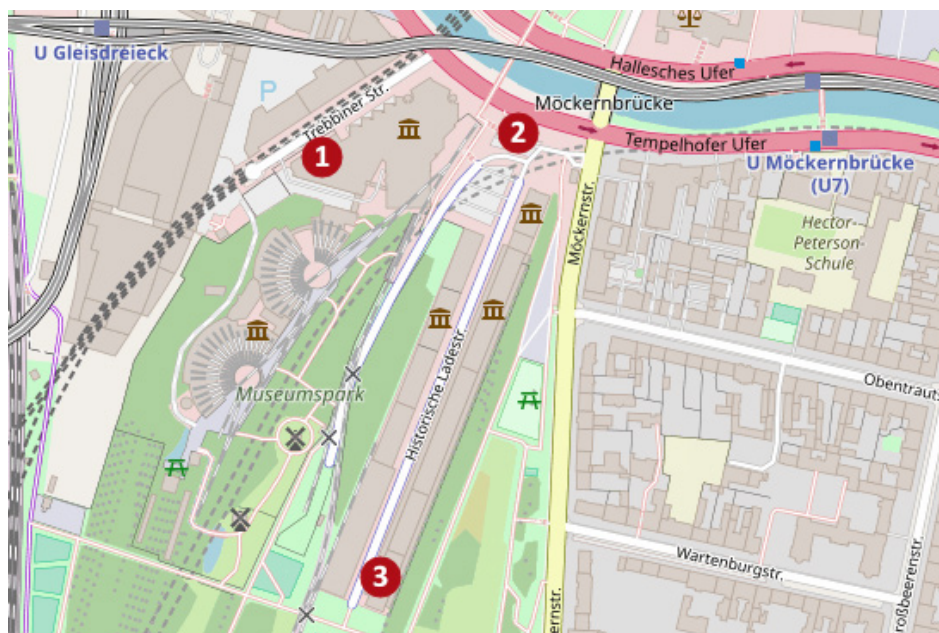 U Gleisdreieck
P
Trebbiner Str.
1
Hallesches Ufer
Möckernbrücke
2
Tempelhofer Ufer
U Möckernbrücke
(U7)
Möckernstr.
Hector-
Peterson-
Schule
Historische Ladestr.
Museumspark
Obentrauts
Wartenburgstr.
3
ernstr.
roßbeerenstr.